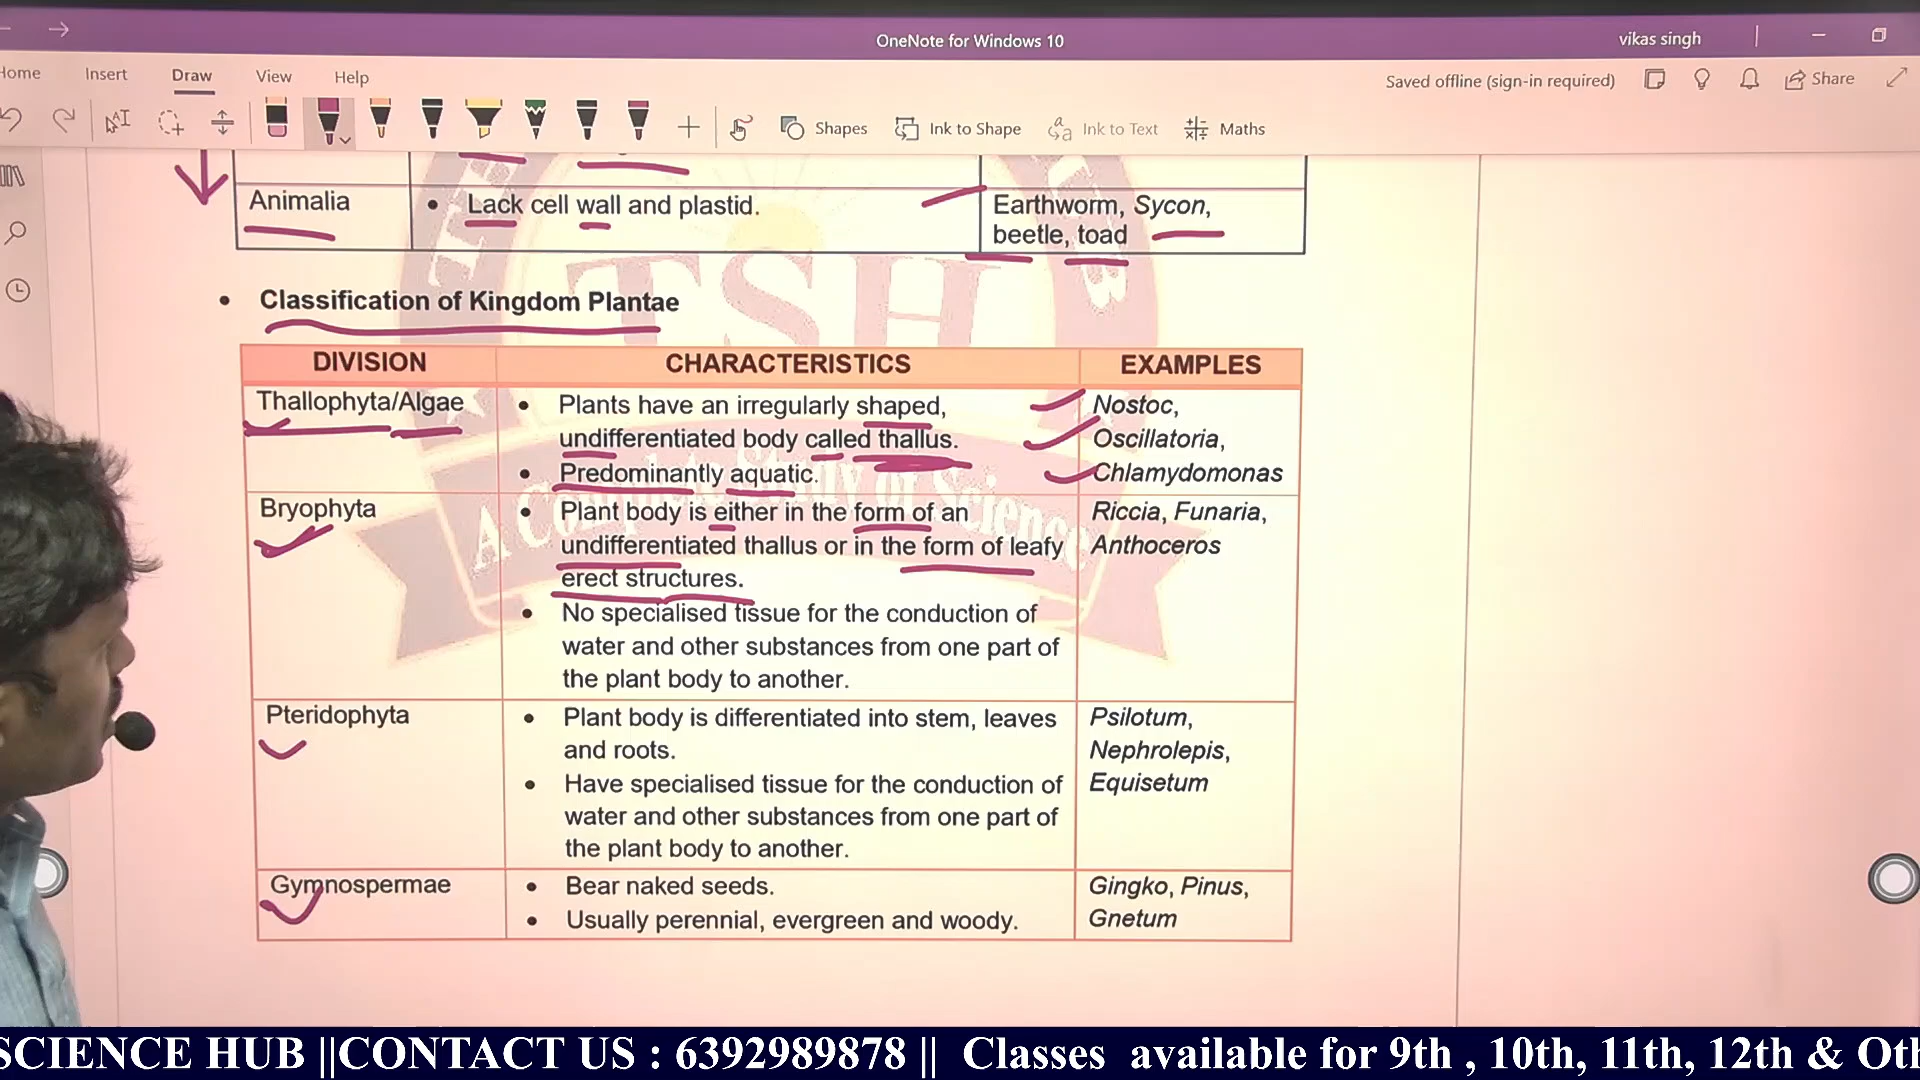 OneNote for Windows 10
vikas singh
Home Insert Draw View Help
Saved offline (sign-in required) Share
Shapes Ink to Shape Ink to Text Maths
Animalia
• Lack cell wall and plastid.
Earthworm, Sycon,
beetle, toad
TSH
A Complete Study of Science
• Classification of Kingdom Plantae
DIVISION CHARACTERISTICS EXAMPLES
Thallophyta/Algae
• Plants have an irregularly shaped,
undifferentiated body called thallus.
• Predominantly aquatic.
Nostoc,
Oscillatoria,
Chlamydomonas
Bryophyta
• Plant body is either in the form of an
undifferentiated thallus or in the form of leafy
erect structures.
• No specialised tissue for the conduction of
water and other substances from one part of
the plant body to another.
Riccia, Funaria,
Anthoceros
Pteridophyta
• Plant body is differentiated into stem, leaves
and roots.
• Have specialised tissue for the conduction of
water and other substances from one part of
the plant body to another.
Psilotum,
Nephrolepis,
Equisetum
Gymnospermae
• Bear naked seeds.
• Usually perennial, evergreen and woody.
Gingko, Pinus,
Gnetum
SCIENCE HUB ||CONTACT US : 6392989878 || Classes available for 9th , 10th, 11th, 12th & Oth